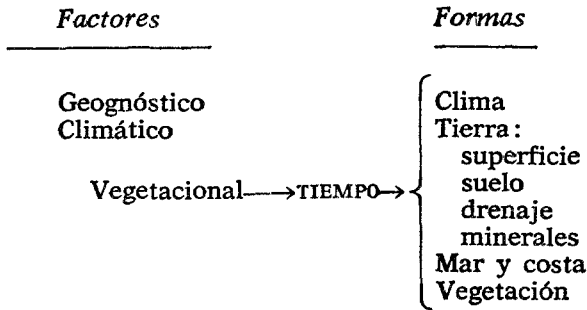 Factores Formas
Geognóstico
Climático
Vegetacional⟶TIEMPO→
Clima
Tierra:
superficie
suelo
drenaje
minerales
Mar y costa
Vegetación